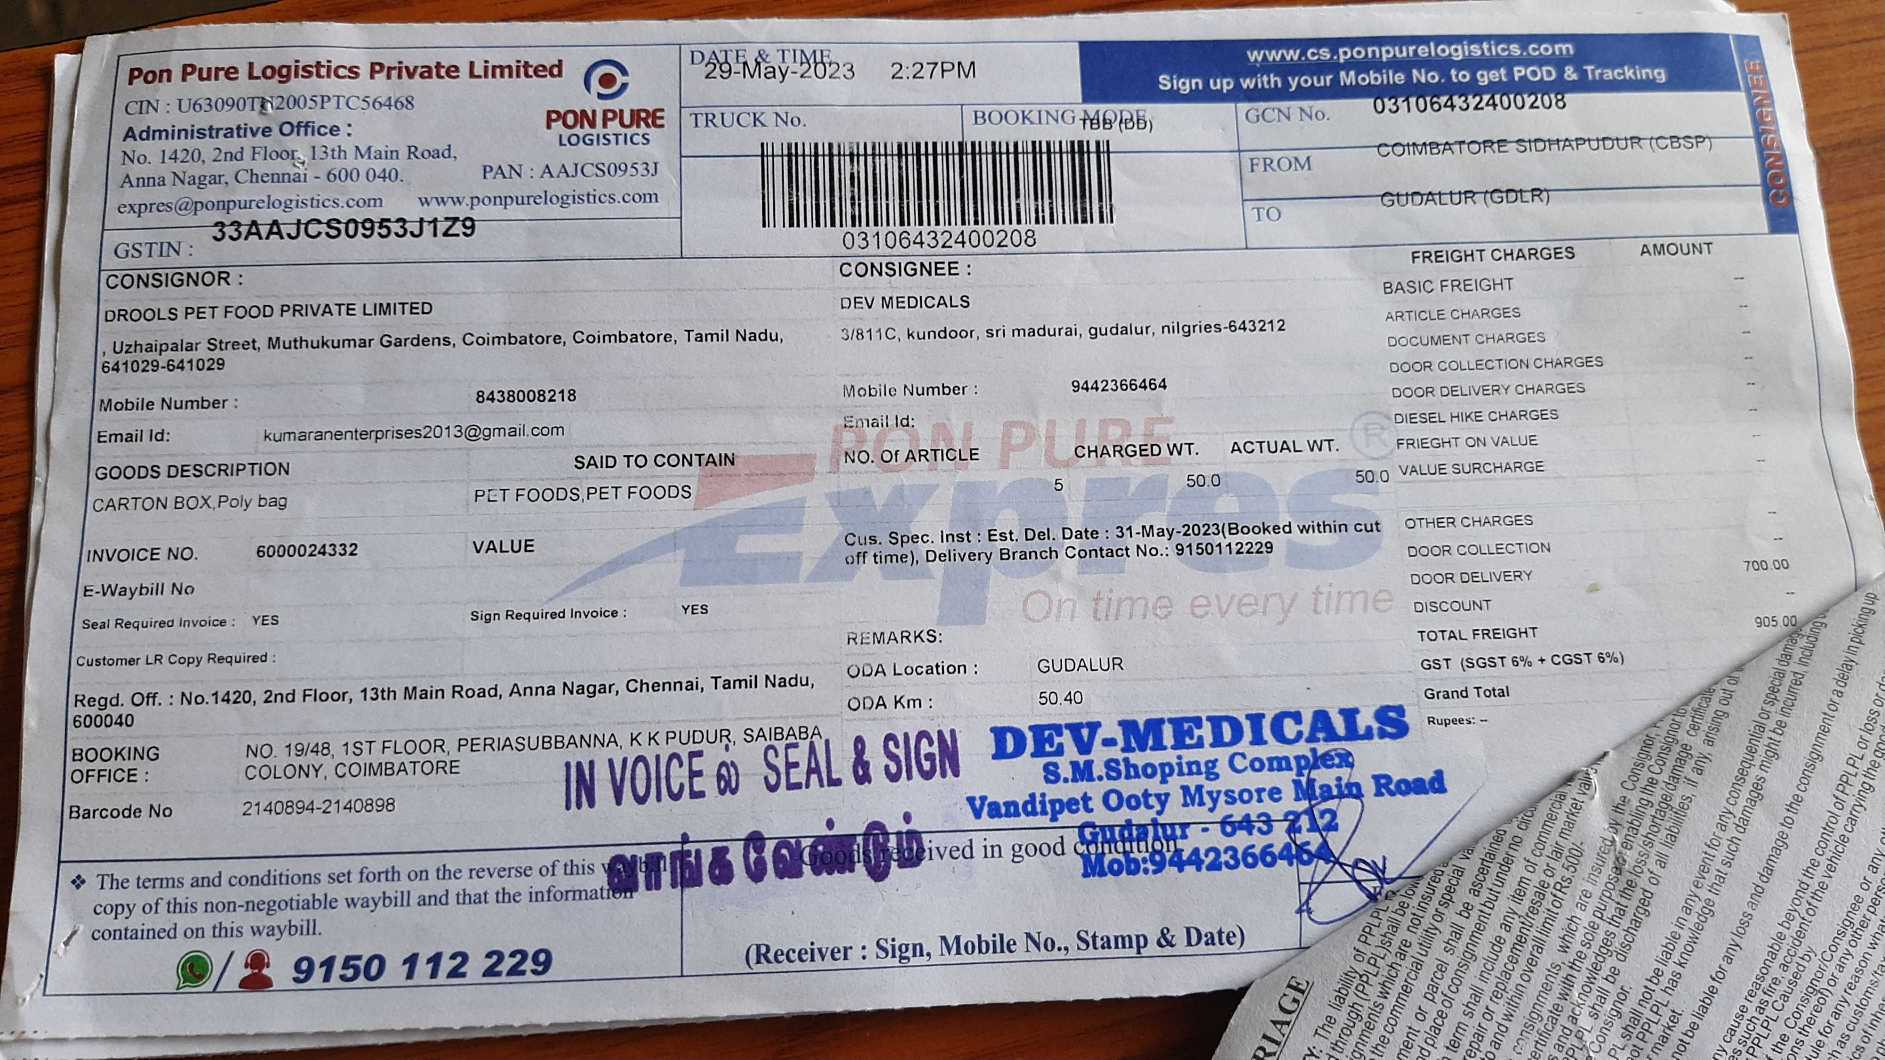 Pon Pure Logistics Private Limited
CIN : U63090TN2005PTC56468
Administrative Office :
No. 1420, 2nd Floor, 13th Main Road,
Anna Nagar, Chennai - 600 040.
PAN : AAJCS0953J
expres@ponpurelogistics.com www.ponpurelogistics.com
PON PURE
LOGISTICS
GSTIN : 33AAJCS0953J1Z9
DATE & TIME
29-May-2023 2:27PM
TRUCK No.
BOOKING MODE
TBB (DB)
03106432400208
www.cs.ponpurelogistics.com
Sign up with your Mobile No. to get POD & Tracking
GCN No. 03106432400208
FROM COIMBATORE SIDHAPUDUR (CBSP)
TO GUDALUR (GDLR)
CONSIGNEE
CONSIGNOR :
DROOLS PET FOOD PRIVATE LIMITED
, Uzhaipalar Street, Muthukumar Gardens, Coimbatore, Coimbatore, Tamil Nadu,
641029-641029
Mobile Number : 8438008218
Email Id: kumaranenterprises2013@gmail.com
GOODS DESCRIPTION SAID TO CONTAIN
CARTON BOX,Poly bag PET FOODS,PET FOODS
INVOICE NO. 6000024332 VALUE
E-Waybill No
Seal Required Invoice : YES Sign Required Invoice : YES
Customer LR Copy Required :
Regd. Off. : No.1420, 2nd Floor, 13th Main Road, Anna Nagar, Chennai, Tamil Nadu,
600040
BOOKING OFFICE :
NO. 19/48, 1ST FLOOR, PERIASUBBANNA, K K PUDUR, SAIBABA
COLONY, COIMBATORE
Barcode No 2140894-2140898
CONSIGNEE :
DEV MEDICALS
3/811C, kundoor, sri madurai, gudalur, nilgries-643212
Mobile Number : 9442366464
Email Id:
NO. Of ARTICLE CHARGED WT. ACTUAL WT.
5 50.0 50.0
Cus. Spec. Inst : Est. Del. Date : 31-May-2023(Booked within cut
off time), Delivery Branch Contact No.: 9150112229
REMARKS:
ODA Location : GUDALUR
ODA Km : 50.40
PON PURE
Expres ®
On time every time
FREIGHT CHARGES AMOUNT
BASIC FREIGHT --
ARTICLE CHARGES --
DOCUMENT CHARGES --
DOOR COLLECTION CHARGES --
DOOR DELIVERY CHARGES --
DIESEL HIKE CHARGES --
FRIEGHT ON VALUE --
VALUE SURCHARGE --
OTHER CHARGES --
DOOR COLLECTION --
DOOR DELIVERY 700.00
DISCOUNT --
TOTAL FREIGHT 905.00
GST (SGST 6% + CGST 6%)
Grand Total
Rupees: --
IN VOICE ல் SEAL & SIGN
வாங்க வேண்டும்
DEV-MEDICALS
S.M.Shoping Complex
Vandipet Ooty Mysore Main Road
Gudalur - 643 212
Mob:9442366464
Goods received in good condition
(Receiver : Sign, Mobile No., Stamp & Date)
❖ The terms and conditions set forth on the reverse of this waybill
copy of this non-negotiable waybill and that the information
contained on this waybill.
/ 9150 112 229